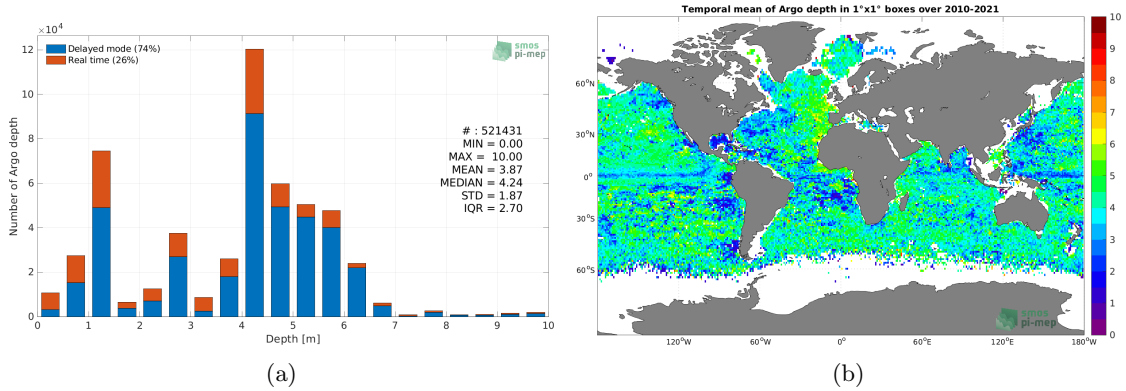 Temporal mean of Argo depth in 1°x1° boxes over 2010-2021
×10⁴
Delayed mode (74%)
Real time (26%)
smos
pi-mep
# : 521431
MIN = 0.00
MAX = 10.00
MEAN = 3.87
MEDIAN = 4.24
STD = 1.87
IQR = 2.70
Number of Argo depth
12
10
8
6
4
2
0
0 1 2 3 4 5 6 7 8 9 10
Depth [m]
(a)
60°N
30°N
0°
30°S
60°S
120°W 60°W 0°E 60°E 120°E 180°W
smos
pi-mep
10
9
8
7
6
5
4
3
2
1
0
(b)